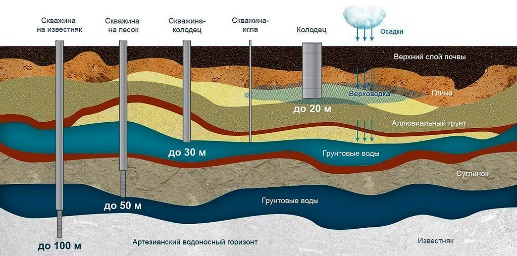 Скважина
на известняк
Скважина
на песок
Скважина-
колодец
Скважина-
игла
Колодец
Осадки
Верхний слой почвы
Верховодка
Глина
до 20 м
Аллювиальный грунт
до 30 м
Грунтовые воды
Суглинок
до 50 м
Грунтовые воды
до 100 м
Артезианский водоносный горизонт
Известняк